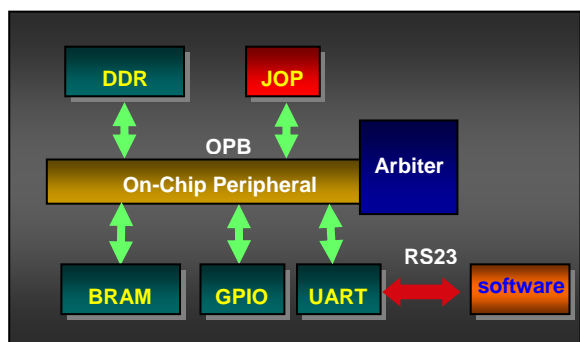 DDR
JOP
OPB
On-Chip Peripheral
Arbiter
RS23
BRAM
GPIO
UART
software